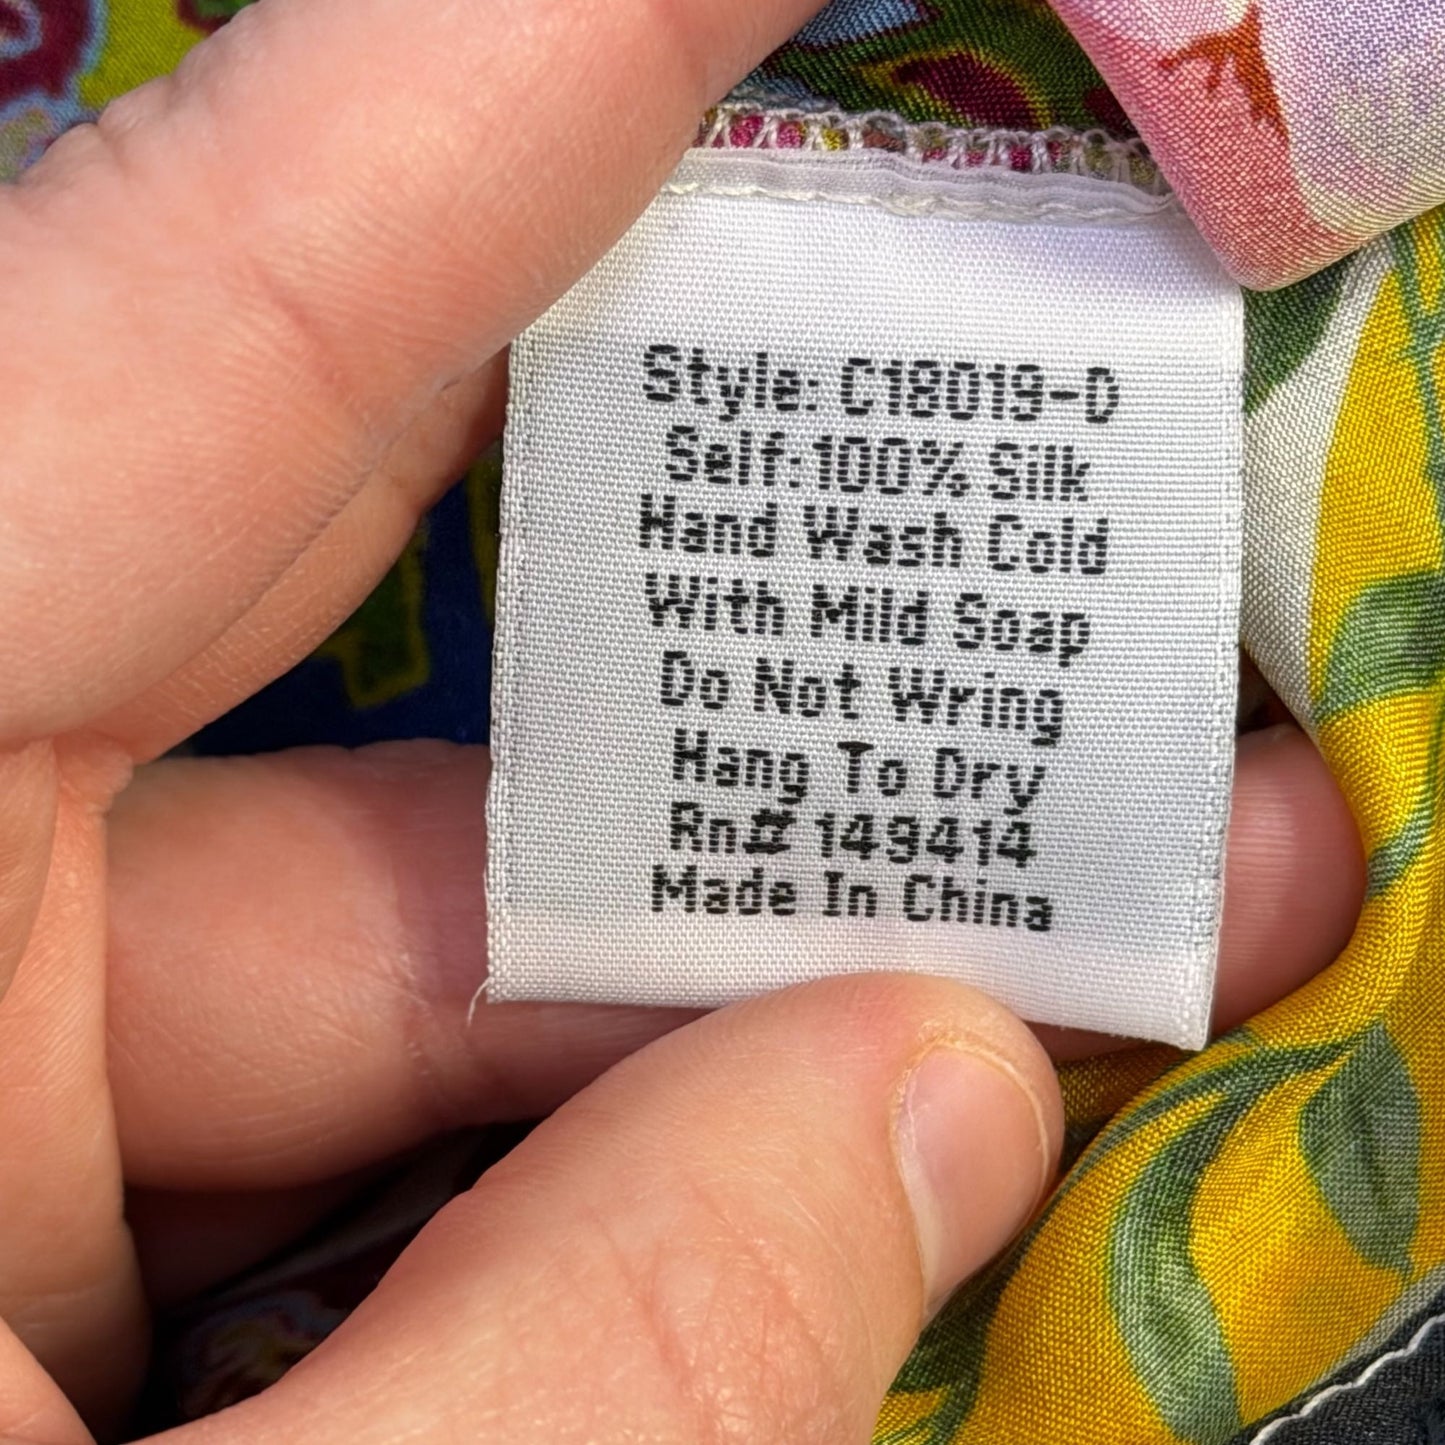 Style: C18019-D
Self:100% Silk
Hand Wash Cold
With Mild Soap
Do Not Wring
Hang To Dry
Rn# 149414
Made In China